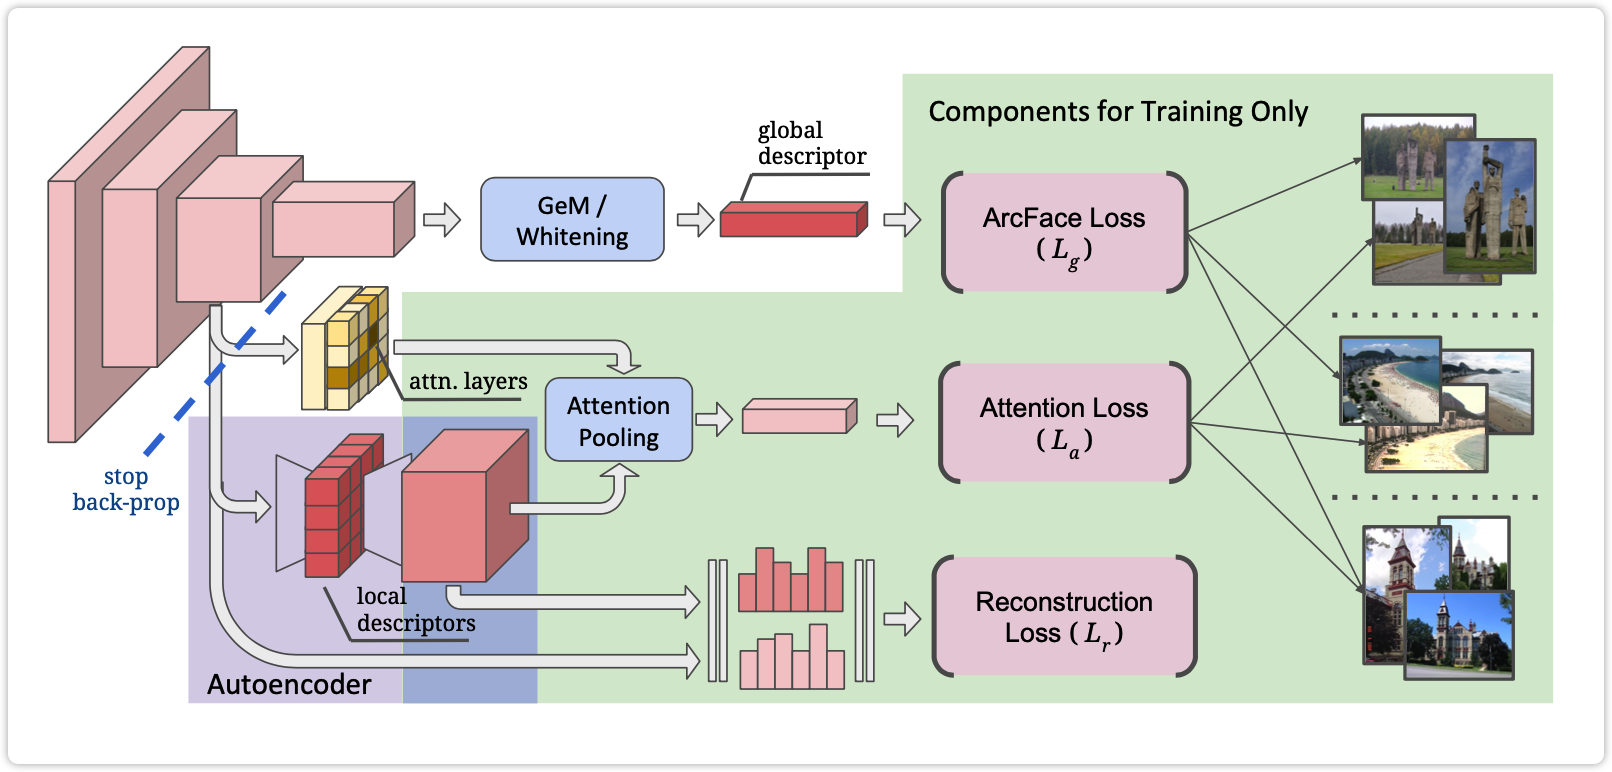 Components for Training Only
global
descriptor
GeM /
Whitening
ArcFace Loss
( L_g )
attn. layers
Attention
Pooling
Attention Loss
( L_a )
stop
back-prop
local
descriptors
Reconstruction
Loss ( L_r )
Autoencoder